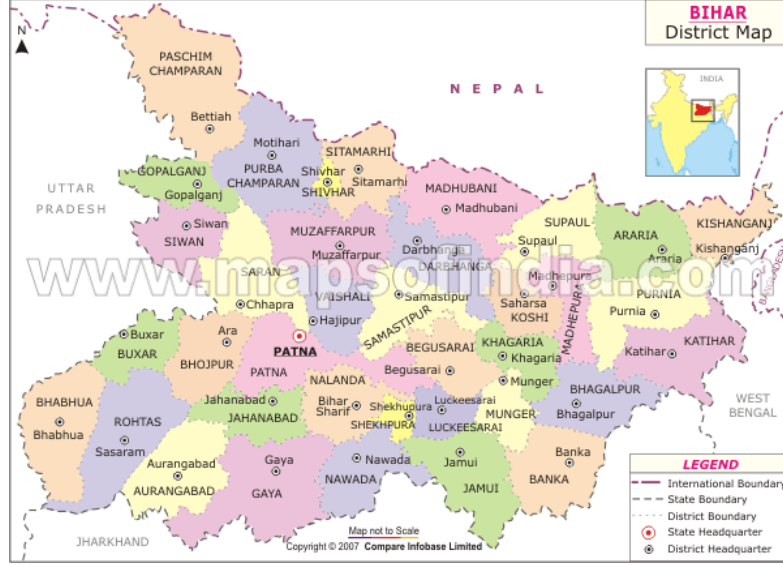 BIHAR
District Map
N
INDIA
NEPAL
PASCHIM
CHAMPARAN
Bettiah
Motihari
PURBA
CHAMPARAN
SITAMARHI
Shivhar
SHIVHAR
Sitamarhi
GOPALGANJ
Gopalganj
UTTAR
PRADESH
MADHUBANI
Madhubani
Siwan
SIWAN
MUZAFFARPUR
Muzaffarpur
SUPAUL
Supaul
ARARIA
Araria
KISHANGANJ
Kishanganj
Darbhanga
DARBHANGA
www.mapsofindia.com
SARAN
Chhapra
VAISHALI
Hajipur
Samastipur
SAMASTIPUR
Madhepura
MADHEPURA
Saharsa
KOSHI
PURNIA
Purnia
BANGLADESH
Buxar
BUXAR
Ara
BHOJPUR
PATNA
PATNA
BEGUSARAI
Begusarai
KHAGARIA
Khagaria
Katihar
KATIHAR
NALANDA
Bihar
Sharif
Jahanabad
JAHANABAD
Shekhupura
SHEKHPURA
Luckeesarai
LUCKEESARAI
Munger
MUNGER
BHAGALPUR
Bhagalpur
WEST
BENGAL
BHABHUA
Bhabhua
ROHTAS
Sasaram
Aurangabad
AURANGABAD
Gaya
GAYA
Nawada
NAWADA
Jamui
JAMUI
Banka
BANKA
JHARKHAND
Map not to Scale
Copyright © 2007 Compare Infobase Limited
LEGEND
International Boundary
State Boundary
District Boundary
State Headquarter
District Headquarter